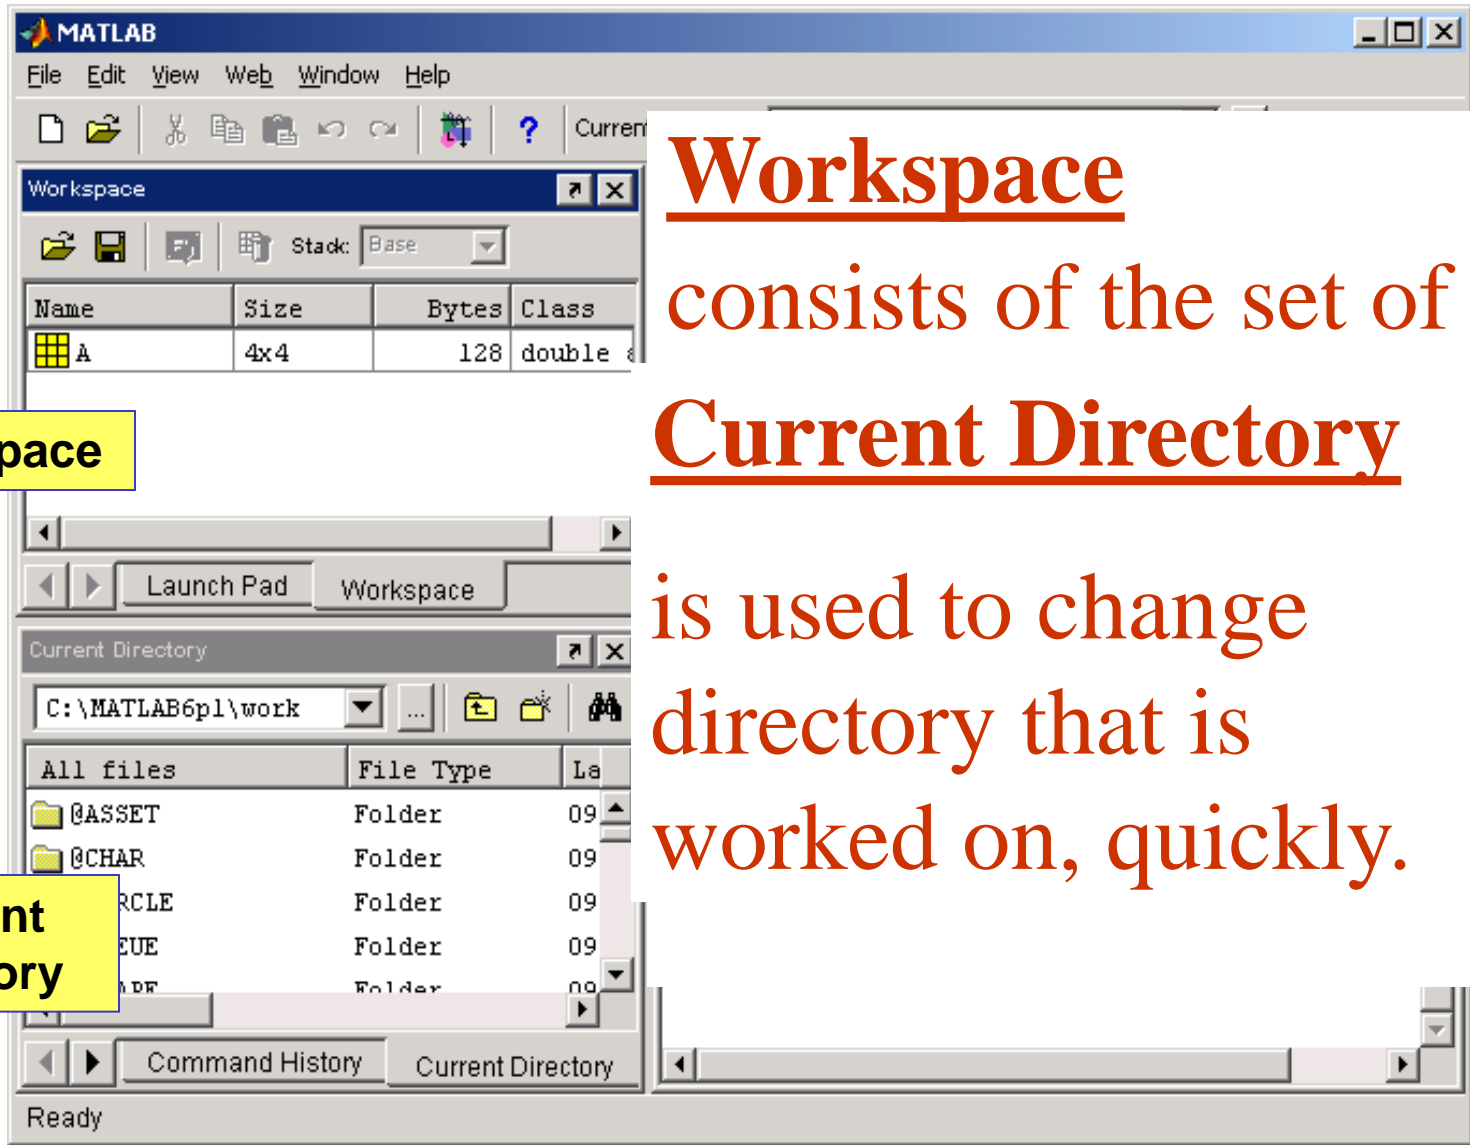 MATLAB
File Edit View Web Window Help
? Curren
Workspace
Stack: Base
Name Size Bytes Class
A 4x4 128 double
pace
Launch Pad Workspace
Current Directory
C:\MATLAB6p1\work ...
All files File Type La
@ASSET Folder 09
@CHAR Folder 09
RCLE Folder 09
EUE Folder 09
Folder 09
nt
ory
Command History Current Directory
Ready
Workspace
consists of the set of
Current Directory
is used to change
directory that is
worked on, quickly.